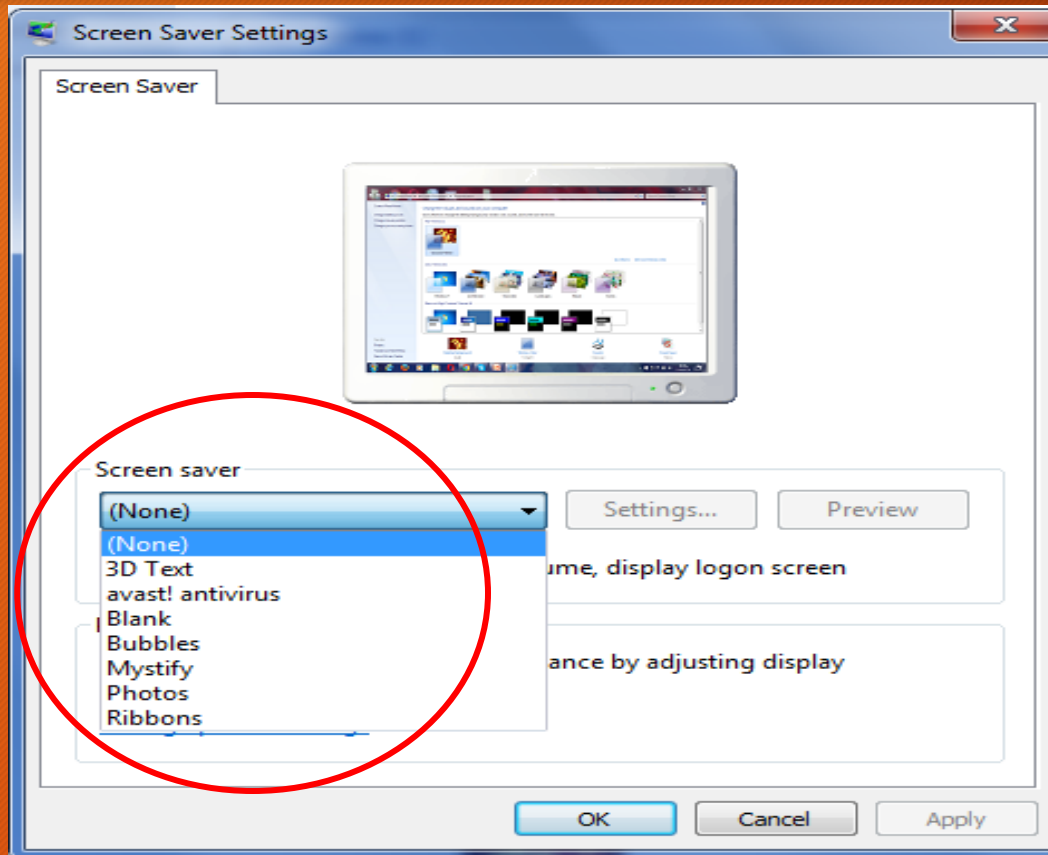 Screen Saver Settings
Screen Saver
Screen saver
(None) Settings... Preview
(None)
3D Text
ume, display logon screen
avast! antivirus
Blank
Bubbles
Mystify
ance by adjusting display
Photos
Ribbons
OK Cancel Apply